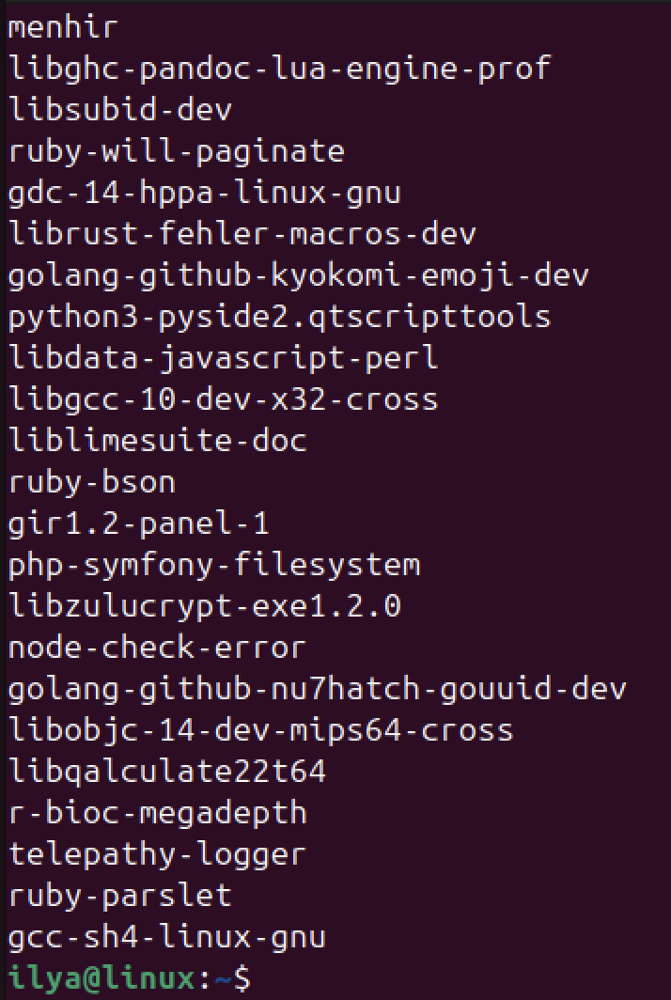 menhir
libghc-pandoc-lua-engine-prof
libsubid-dev
ruby-will-paginate
gdc-14-hppa-linux-gnu
librust-fehler-macros-dev
golang-github-kyokomi-emoji-dev
python3-pyside2.qtscripttools
libdata-javascript-perl
libgcc-10-dev-x32-cross
liblimesuite-doc
ruby-bson
gir1.2-panel-1
php-symfony-filesystem
libzulucrypt-exe1.2.0
node-check-error
golang-github-nu7hatch-gouuid-dev
libobjc-14-dev-mips64-cross
libqalculate22t64
r-bioc-megadepth
telepathy-logger
ruby-parslet
gcc-sh4-linux-gnu
ilya@linux:~$